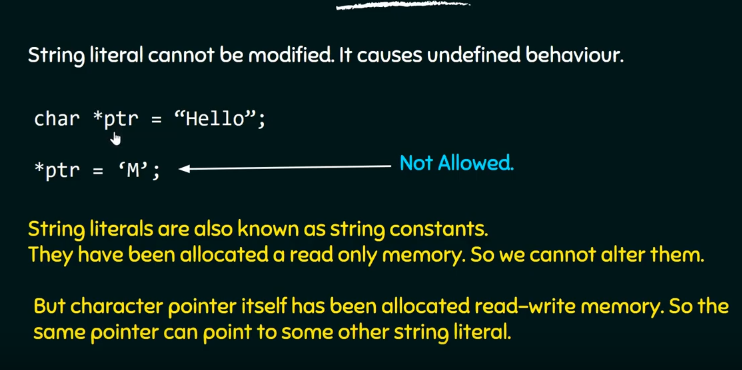 String literal cannot be modified. It causes undefined behaviour.
char *ptr = “Hello”;
*ptr = ‘M’; Not Allowed.
String literals are also known as string constants.
They have been allocated a read only memory. So we cannot alter them.
But character pointer itself has been allocated read-write memory. So the
same pointer can point to some other string literal.